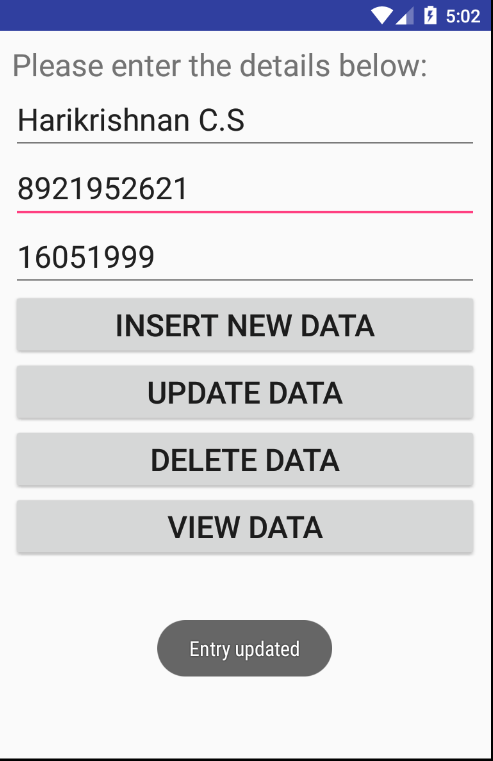 5:02
Please enter the details below:
Harikrishnan C.S
8921952621
16051999
INSERT NEW DATA
UPDATE DATA
DELETE DATA
VIEW DATA
Entry updated